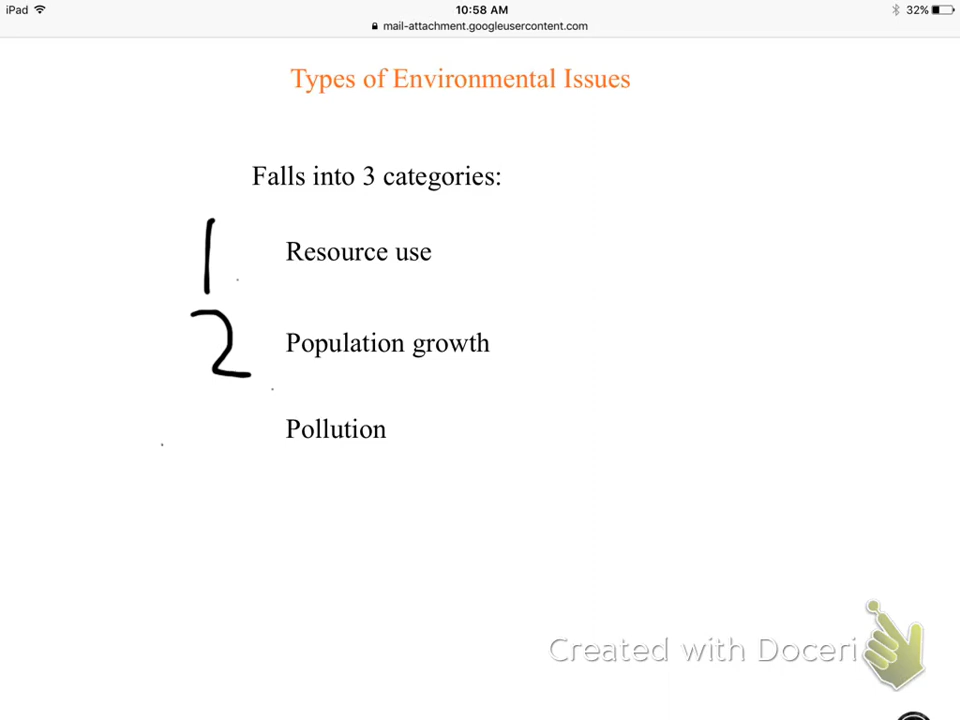 iPad 10:58 AM 32%
mail-attachment.googleusercontent.com
Types of Environmental Issues
Falls into 3 categories:
1 Resource use
2 Population growth
Pollution
Created with Doceri